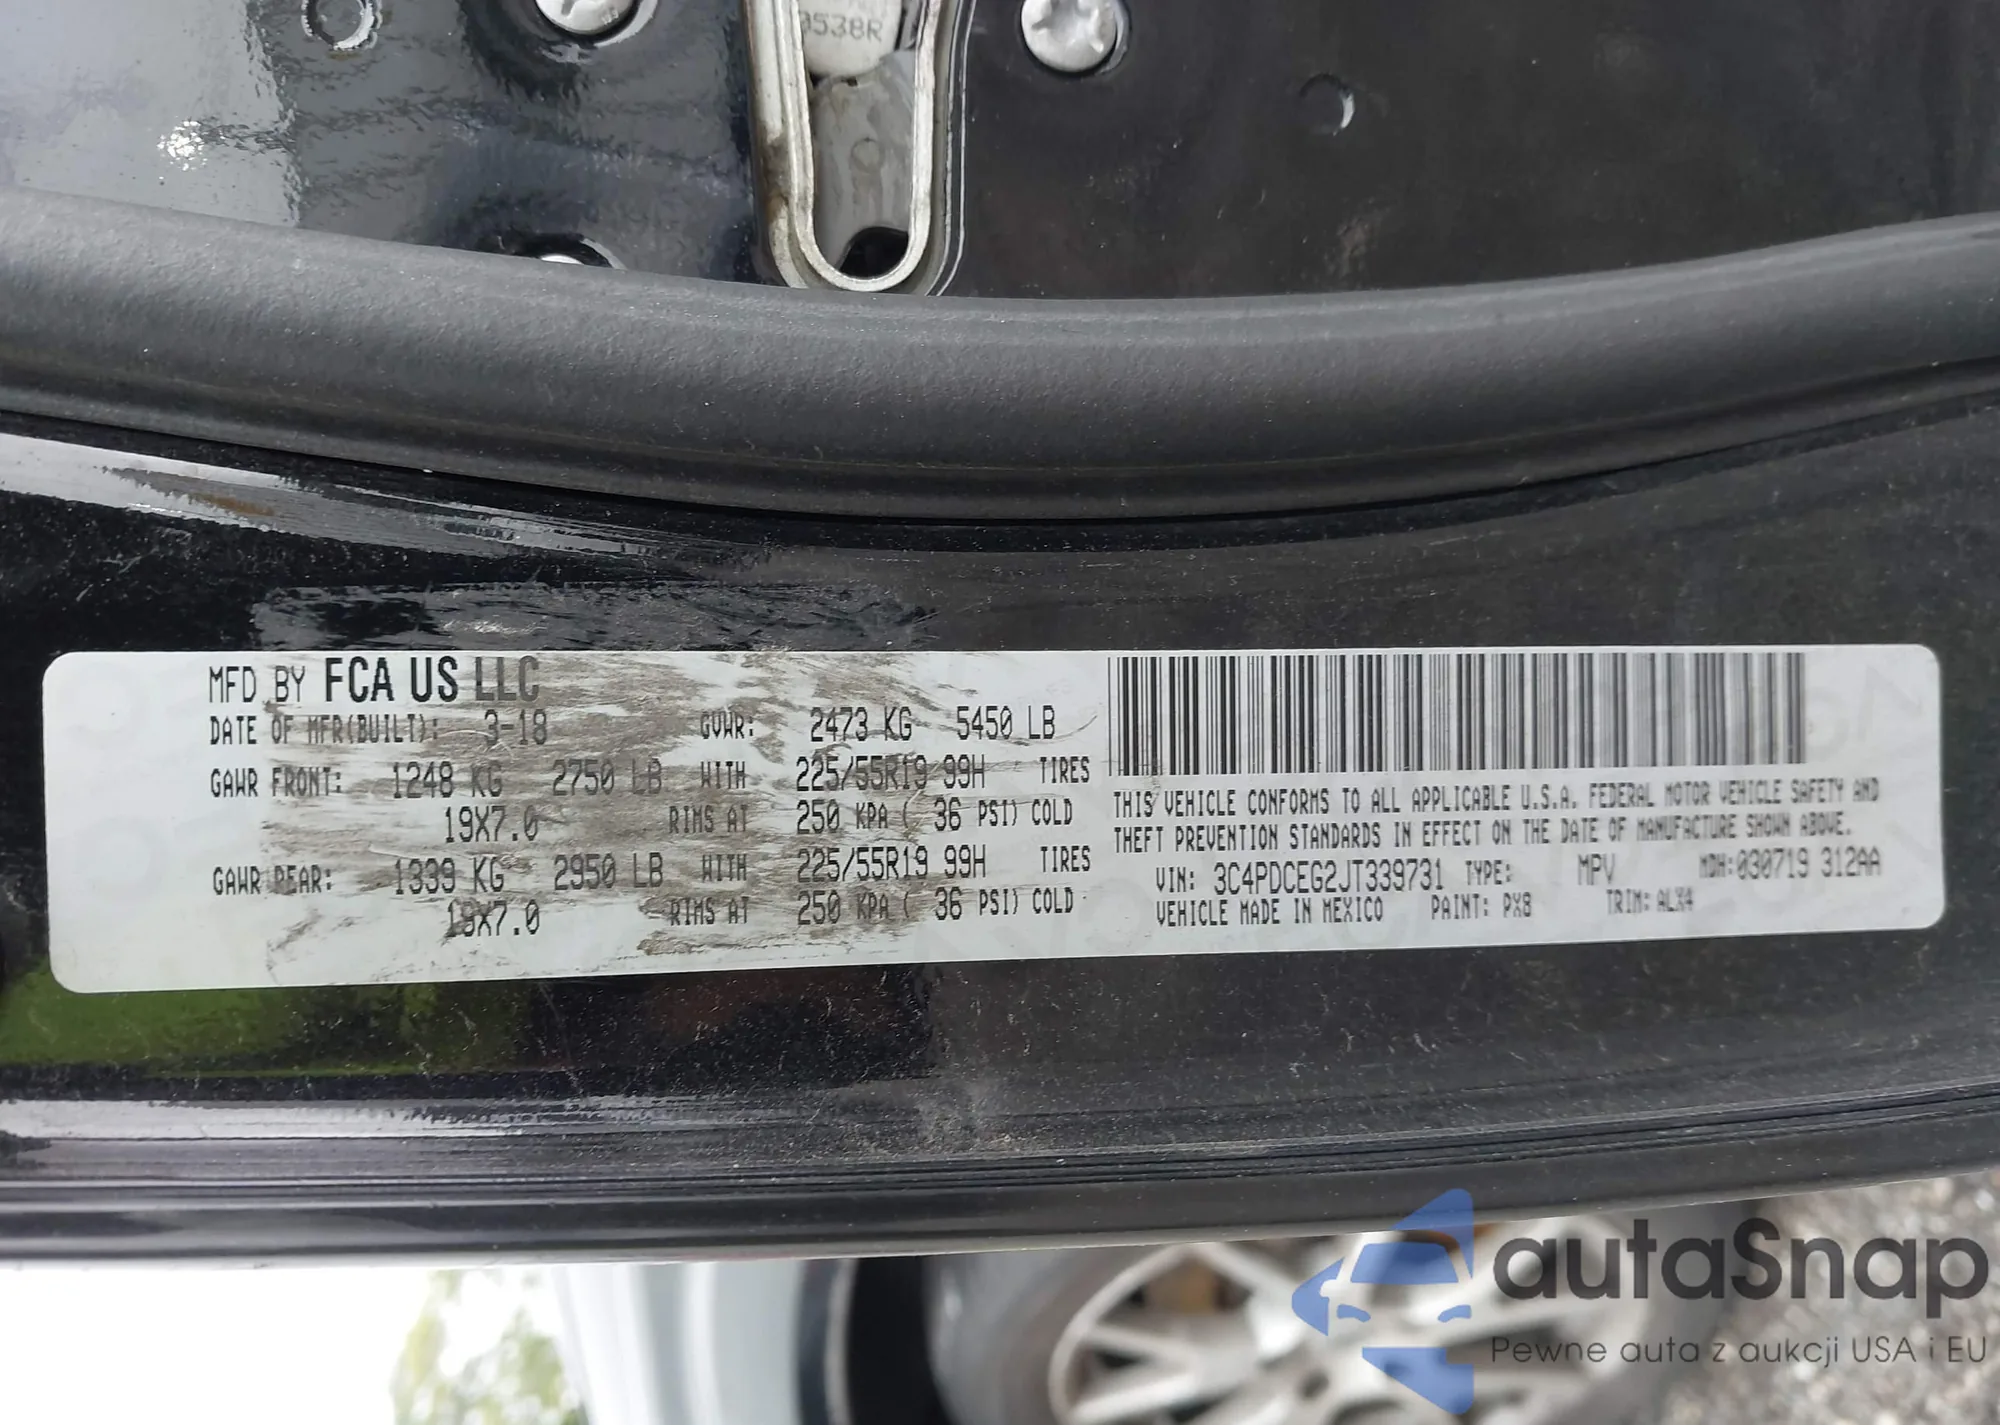 9538R
MFD BY FCA US LLC
DATE OF MFR(BUILT): 3-18 GVWR: 2473 KG 5450 LB
GAWR FRONT: 1248 KG 2750 LB WITH 225/55R19 99H TIRES
19X7.0 RIMS AT 250 KPA ( 36 PSI) COLD
GAWR REAR: 1339 KG 2950 LB WITH 225/55R19 99H TIRES
19X7.0 RIMS AT 250 KPA ( 36 PSI) COLD
THIS VEHICLE CONFORMS TO ALL APPLICABLE U.S.A. FEDERAL MOTOR VEHICLE SAFETY AND
THEFT PREVENTION STANDARDS IN EFFECT ON THE DATE OF MANUFACTURE SHOWN ABOVE.
VIN: 3C4PDCEG2JT339731 TYPE: MPV MDH: 030719 312AA
VEHICLE MADE IN MEXICO PAINT: PX8 TRIM: ALX4
autaSnap
Pewne auta z aukcji USA i EU